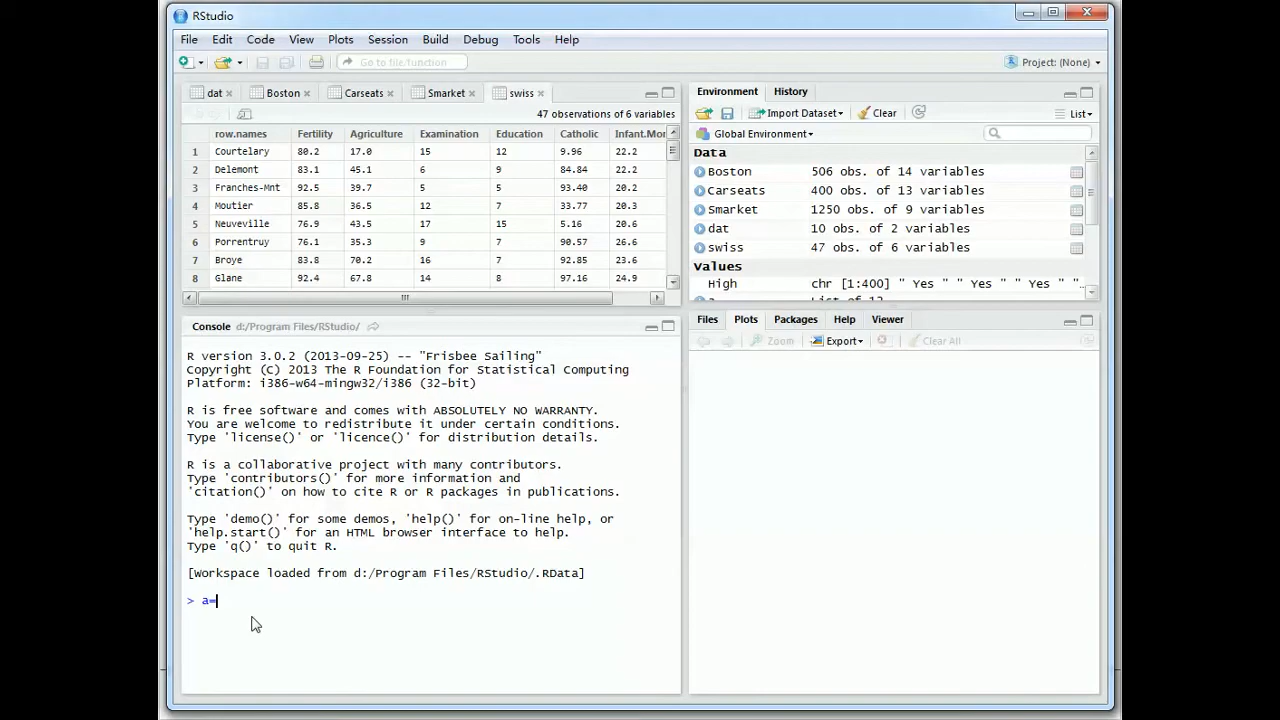 RStudio
File Edit Code View Plots Session Build Debug Tools Help
Go to file/function
Project: (None)
dat Boston Carseats Smarket swiss
47 observations of 6 variables
row.names Fertility Agriculture Examination Education Catholic Infant.Mor
1 Courtelary 80.2 17.0 15 12 9.96 22.2
2 Delemont 83.1 45.1 6 9 84.84 22.2
3 Franches-Mnt 92.5 39.7 5 5 93.40 20.2
4 Moutier 85.8 36.5 12 7 33.77 20.3
5 Neuveville 76.9 43.5 17 15 5.16 20.6
6 Porrentruy 76.1 35.3 9 7 90.57 26.6
7 Broye 83.8 70.2 16 7 92.85 23.6
8 Glane 92.4 67.8 14 8 97.16 24.9
Environment History
Import Dataset Clear List
Global Environment
Data
Boston 506 obs. of 14 variables
Carseats 400 obs. of 13 variables
Smarket 1250 obs. of 9 variables
dat 10 obs. of 2 variables
swiss 47 obs. of 6 variables
Values
High chr [1:400] " Yes " " Yes " " Yes " "…
Console d:/Program Files/RStudio/
R version 3.0.2 (2013-09-25) -- "Frisbee Sailing"
Copyright (C) 2013 The R Foundation for Statistical Computing
Platform: i386-w64-mingw32/i386 (32-bit)
R is free software and comes with ABSOLUTELY NO WARRANTY.
You are welcome to redistribute it under certain conditions.
Type 'license()' or 'licence()' for distribution details.
R is a collaborative project with many contributors.
Type 'contributors()' for more information and
'citation()' on how to cite R or R packages in publications.
Type 'demo()' for some demos, 'help()' for on-line help, or
'help.start()' for an HTML browser interface to help.
Type 'q()' to quit R.
[Workspace loaded from d:/Program Files/RStudio/.RData]
> a=
Files Plots Packages Help Viewer
Zoom Export Clear All